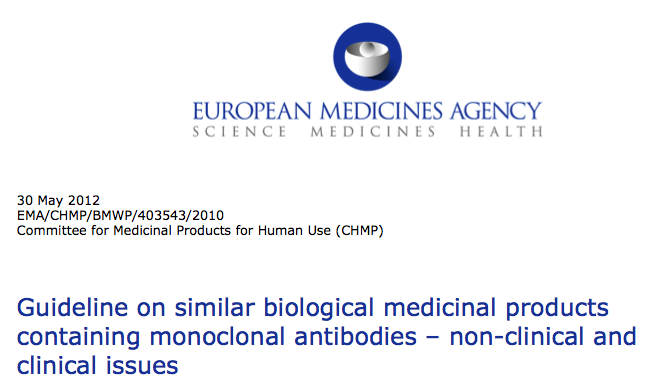 EUROPEAN MEDICINES AGENCY
SCIENCE MEDICINES HEALTH
30 May 2012
EMA/CHMP/BMWP/403543/2010
Committee for Medicinal Products for Human Use (CHMP)
Guideline on similar biological medicinal products
containing monoclonal antibodies – non-clinical and
clinical issues